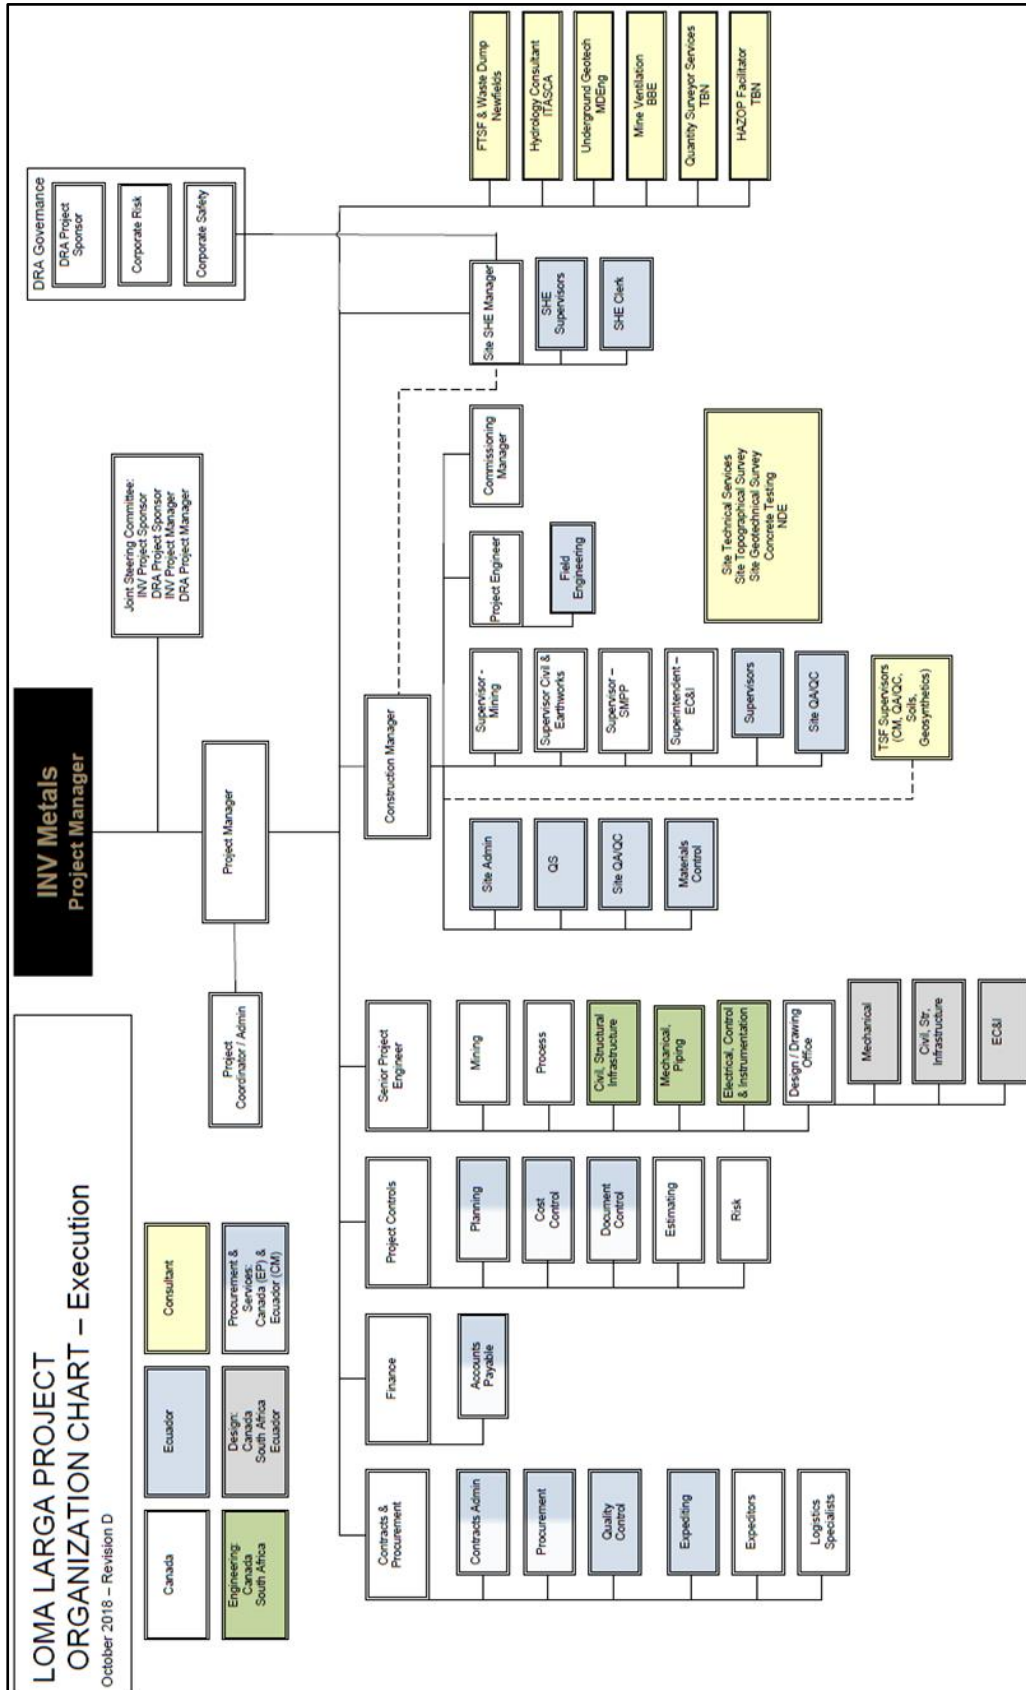 LOMA LARGA PROJECT
ORGANIZATION CHART – Execution
October 2018 – Revision D
Canada
Ecuador
Consultant
Engineering:
Canada
South Africa
Design:
Canada
South Africa
Ecuador
Procurement &
Services:
Canada (EP) &
Ecuador (CM)
INV Metals
Project Manager
Joint Steering Committee:
INV Project Sponsor
DRA Project Sponsor
INV Project Manager
DRA Project Manager
DRA Governance
DRA Project
Sponsor
Corporate Risk
Corporate Safety
Project Manager
Project
Coordinator / Admin
Contracts &
Procurement
Contracts Admin
Procurement
Quality
Control
Expediting
Expeditors
Logistics
Specialists
Finance
Accounts
Payable
Project Controls
Planning
Cost
Control
Document
Control
Estimating
Risk
Senior Project
Engineer
Mining
Process
Civil, Structural
Infrastructure
Mechanical,
Piping
Electrical, Control
& Instrumentation
Design / Drawing
Office
Mechanical
Civil, Str,
Infrastructure
EC&I
Construction Manager
Site Admin
QS
Site QA/QC
Materials
Control
Supervisor -
Mining
Supervisor Civil &
Earthworks
Supervisor –
SMPP
Superintendent –
EC&I
Supervisors
Site QA/QC
TSF Supervisors
(CM, QA/QC,
Soils,
Geosynthetics)
Project Engineer
Field
Engineering
Commissioning
Manager
Site Technical Services
Site Topographical Survey
Site Geotechnical Survey
Concrete Testing
NDE
Site SHE Manager
SHE
Supervisors
SHE Clerk
FTSF & Waste Dump
Newfields
Hydrology Consultant
ITASCA
Underground Geotech
MDEng
Mine Ventilation
BBE
Quantity Surveyor Services
TBN
HAZOP Facilitator
TBN